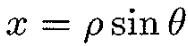 x = ρ sin θ